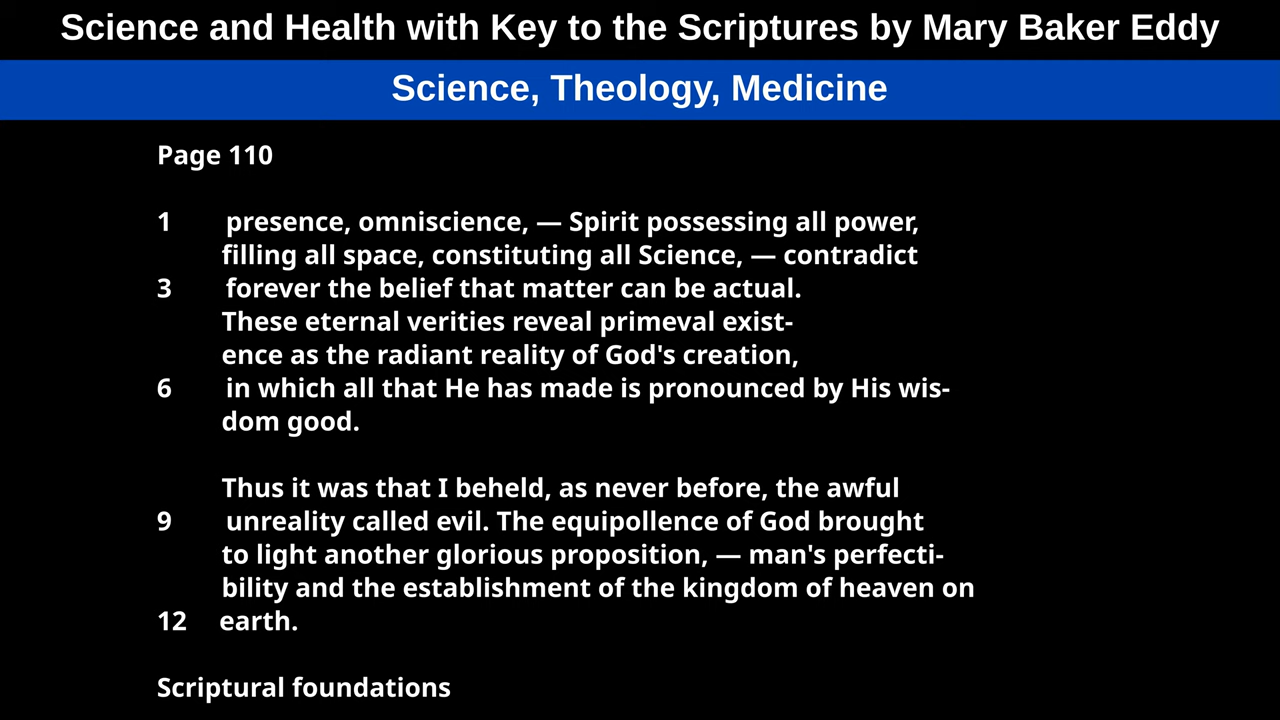 Science and Health with Key to the Scriptures by Mary Baker Eddy
Science, Theology, Medicine
Page 110
1 presence, omniscience, — Spirit possessing all power,
filling all space, constituting all Science, — contradict
3 forever the belief that matter can be actual.
These eternal verities reveal primeval exist-
ence as the radiant reality of God's creation,
6 in which all that He has made is pronounced by His wis-
dom good.
Thus it was that I beheld, as never before, the awful
9 unreality called evil. The equipollence of God brought
to light another glorious proposition, — man's perfecti-
bility and the establishment of the kingdom of heaven on
12 earth.
Scriptural foundations